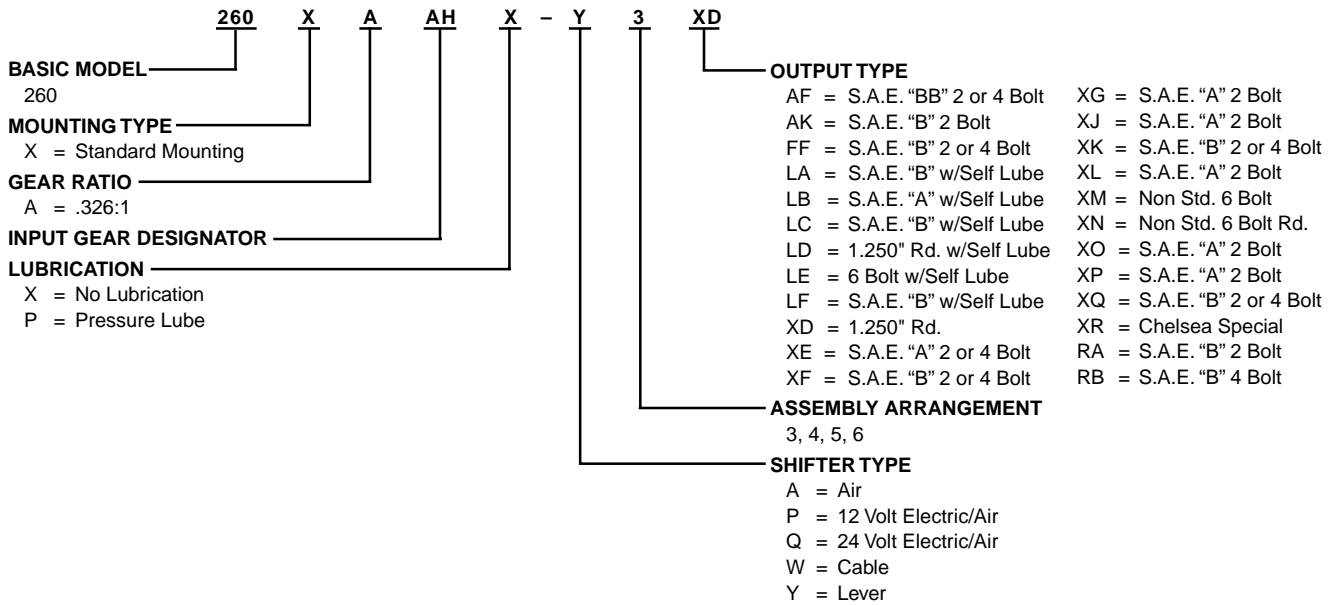 260 X A AH X – Y 3 XD
BASIC MODEL
260
MOUNTING TYPE
X = Standard Mounting
GEAR RATIO
A = .326:1
INPUT GEAR DESIGNATOR
LUBRICATION
X = No Lubrication
P = Pressure Lube
OUTPUT TYPE
AF = S.A.E. “BB” 2 or 4 Bolt
AK = S.A.E. “B” 2 Bolt
FF = S.A.E. “B” 2 or 4 Bolt
LA = S.A.E. “B” w/Self Lube
LB = S.A.E. “A” w/Self Lube
LC = S.A.E. “B” w/Self Lube
LD = 1.250" Rd. w/Self Lube
LE = 6 Bolt w/Self Lube
LF = S.A.E. “B” w/Self Lube
XD = 1.250" Rd.
XE = S.A.E. “A” 2 or 4 Bolt
XF = S.A.E. “B” 2 or 4 Bolt
XG = S.A.E. “A” 2 Bolt
XJ = S.A.E. “A” 2 Bolt
XK = S.A.E. “B” 2 or 4 Bolt
XL = S.A.E. “A” 2 Bolt
XM = Non Std. 6 Bolt
XN = Non Std. 6 Bolt Rd.
XO = S.A.E. “A” 2 Bolt
XP = S.A.E. “A” 2 Bolt
XQ = S.A.E. “B” 2 or 4 Bolt
XR = Chelsea Special
RA = S.A.E. “B” 2 Bolt
RB = S.A.E. “B” 4 Bolt
ASSEMBLY ARRANGEMENT
3, 4, 5, 6
SHIFTER TYPE
A = Air
P = 12 Volt Electric/Air
Q = 24 Volt Electric/Air
W = Cable
Y = Lever